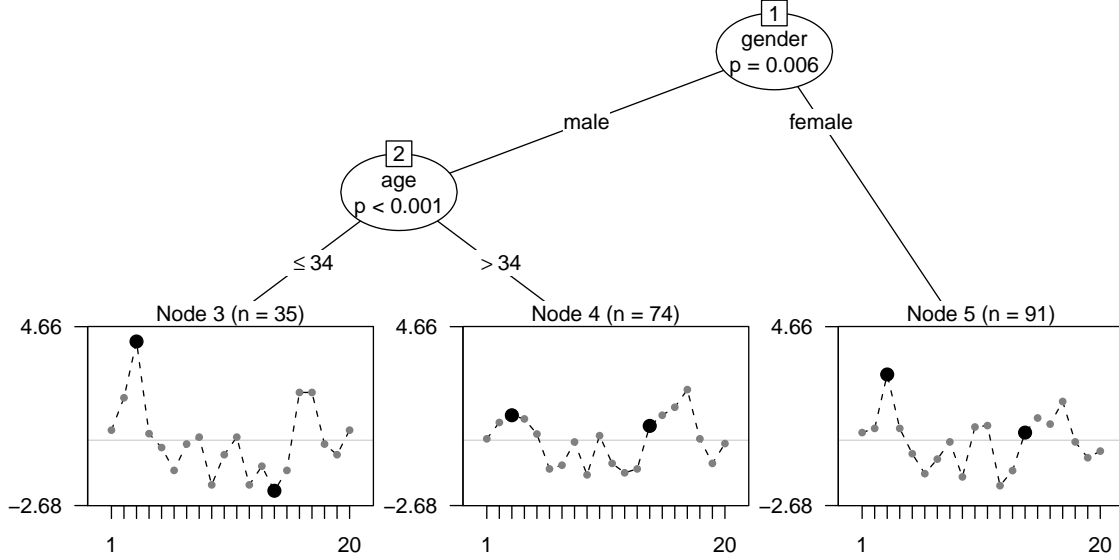 1
gender
p = 0.006
male
female
2
age
p < 0.001
≤ 34
> 34
Node 3 (n = 35)
Node 4 (n = 74)
Node 5 (n = 91)
4.66
−2.68
1
20
4.66
−2.68
1
20
4.66
−2.68
1
20